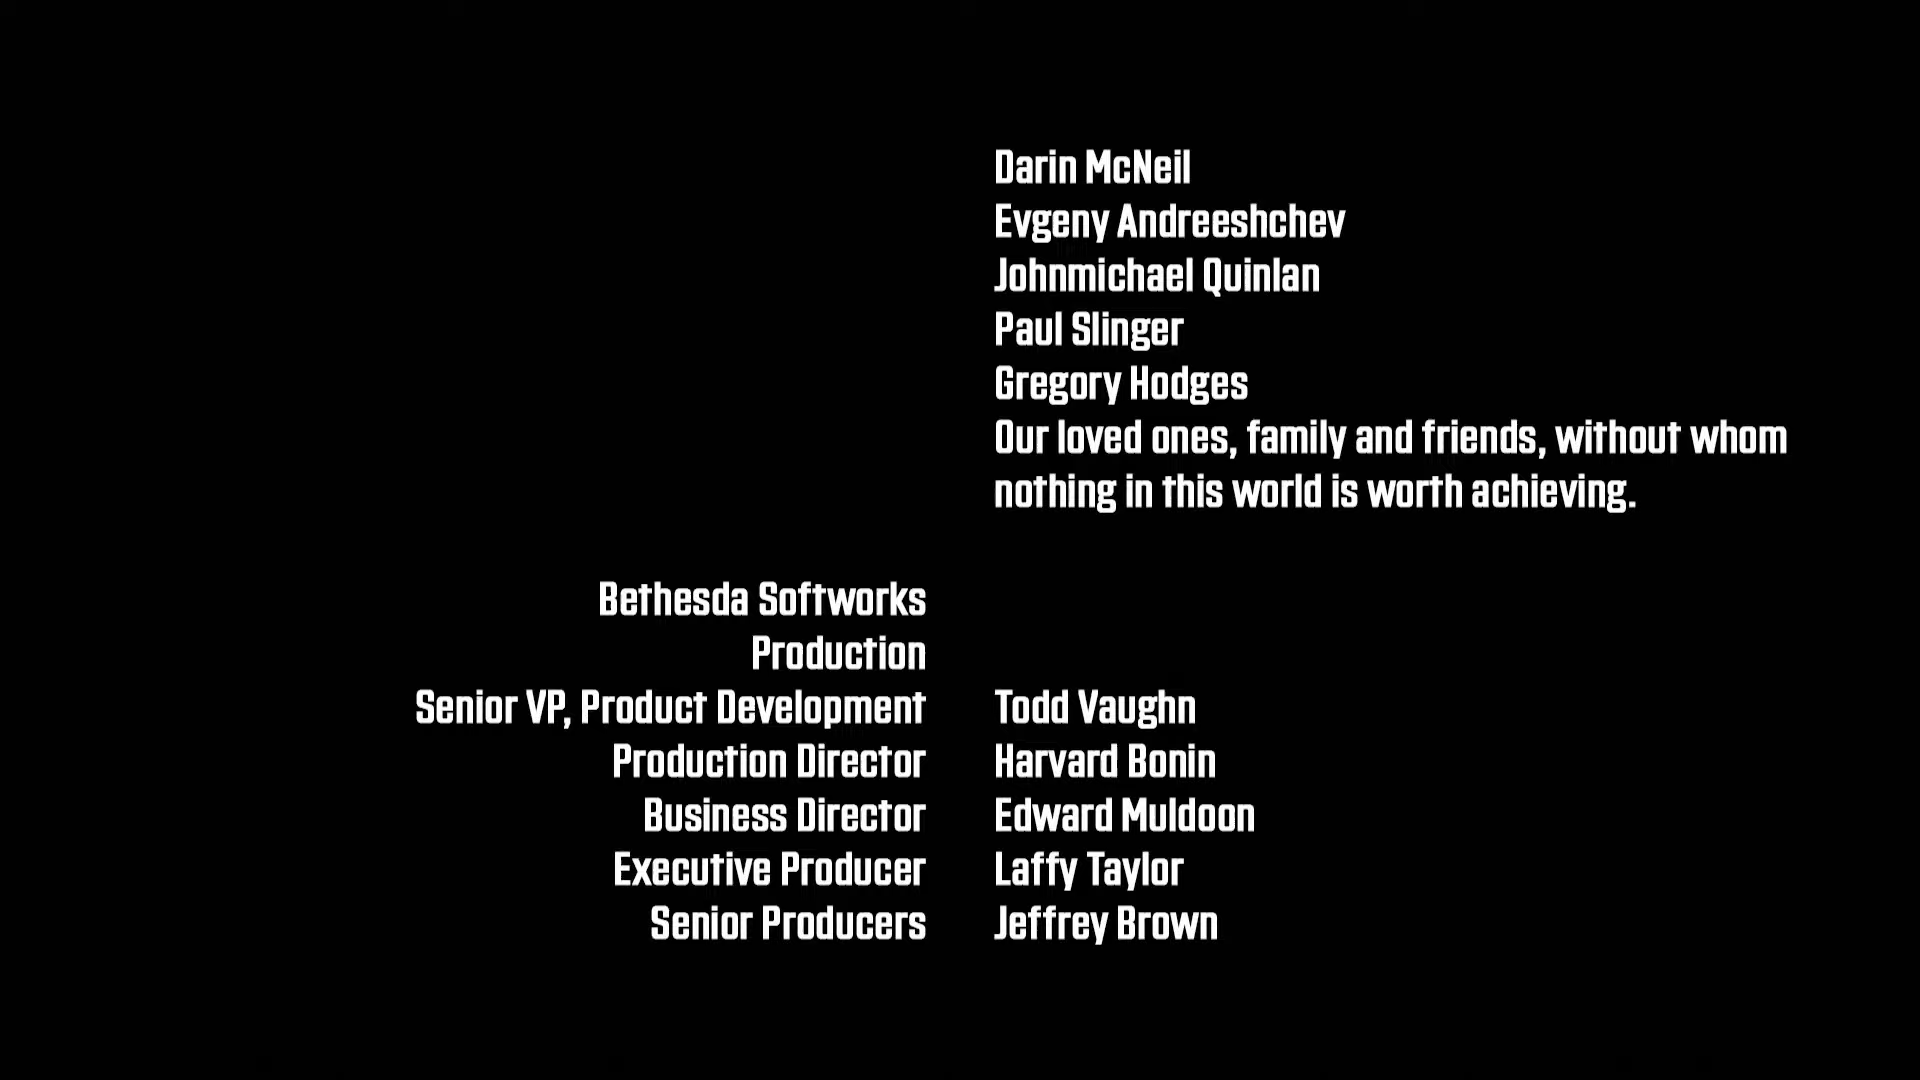 Darin McNeil
Evgeny Andreeshchev
Johnmichael Quinlan
Paul Slinger
Gregory Hodges
Our loved ones, family and friends, without whom
nothing in this world is worth achieving.
Bethesda Softworks
Production
Senior VP, Product Development Todd Vaughn
Production Director Harvard Bonin
Business Director Edward Muldoon
Executive Producer Laffy Taylor
Senior Producers Jeffrey Brown